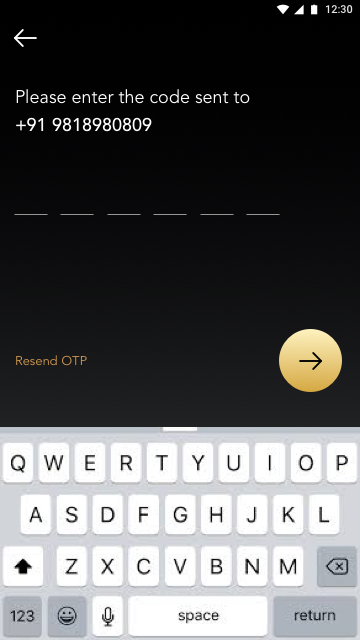 12:30
Please enter the code sent to
+91 9818980809
Resend OTP
Q W E R T Y U I O P
A S D F G H J K L
Z X C V B N M
123 space return